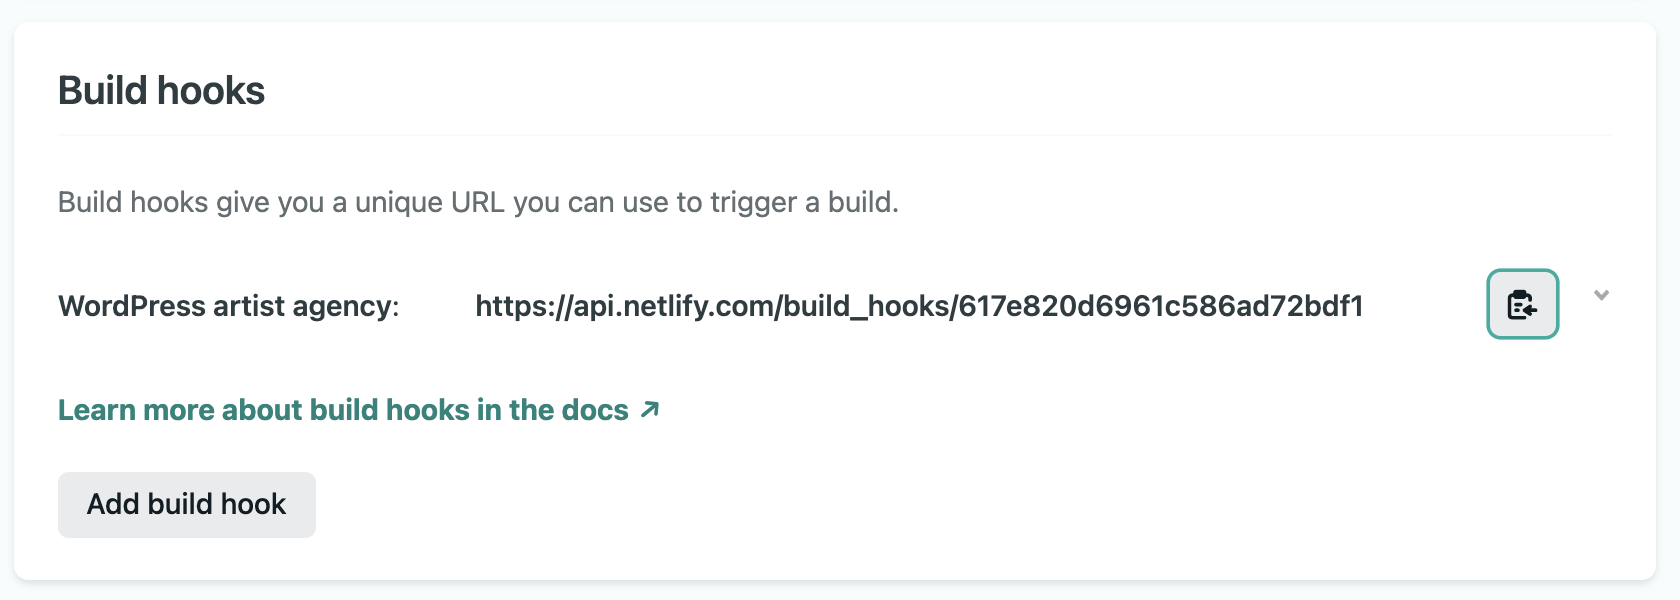 Build hooks
Build hooks give you a unique URL you can use to trigger a build.
WordPress artist agency: https://api.netlify.com/build_hooks/617e820d6961c586ad72bdf1
Learn more about build hooks in the docs
Add build hook